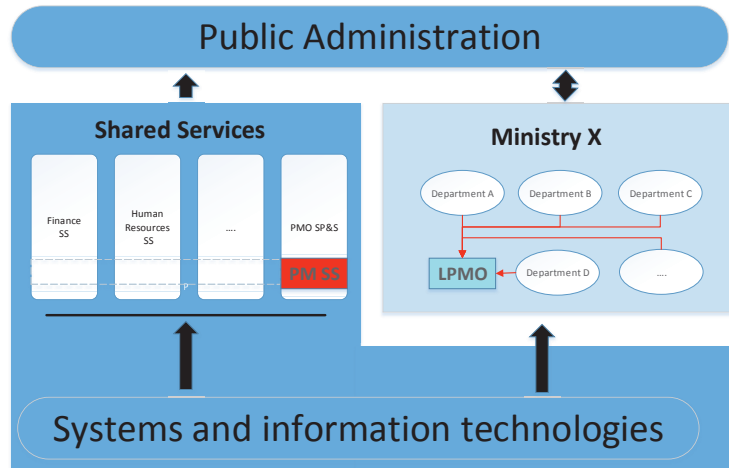 Public Administration
Shared Services
Finance
SS
Human
Resources
SS
....
PMO SP&S
PM SS
P
Ministry X
Department A
Department B
Department C
LPMO
Department D
....
Systems and information technologies